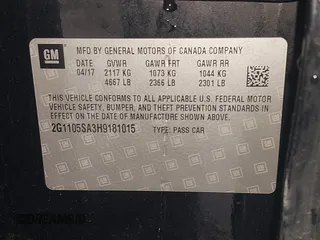 GM
MFD BY GENERAL MOTORS OF CANADA COMPANY
DATE GVWR GAWR FRT GAWR RR
04/17 2117 KG 1073 KG 1044 KG
4667 LB 2366 LB 2301 LB
THIS VEHICLE CONFORMS TO ALL APPLICABLE U.S. FEDERAL MOTOR
VEHICLE SAFETY, BUMPER, AND THEFT PREVENTION STANDARDS
IN EFFECT ON THE DATE OF MANUFACTURE SHOWN ABOVE.
2G1105SA3H9181015 TYPE: PASS CAR